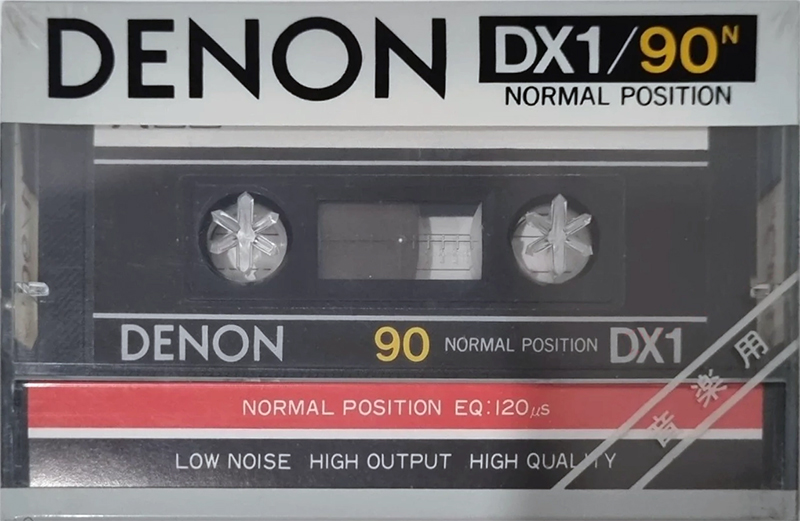 DENON DX1/90N
NORMAL POSITION
DENON 90 NORMAL POSITION DX1
NORMAL POSITION EQ:120μs
音楽用
LOW NOISE HIGH OUTPUT HIGH QUALITY